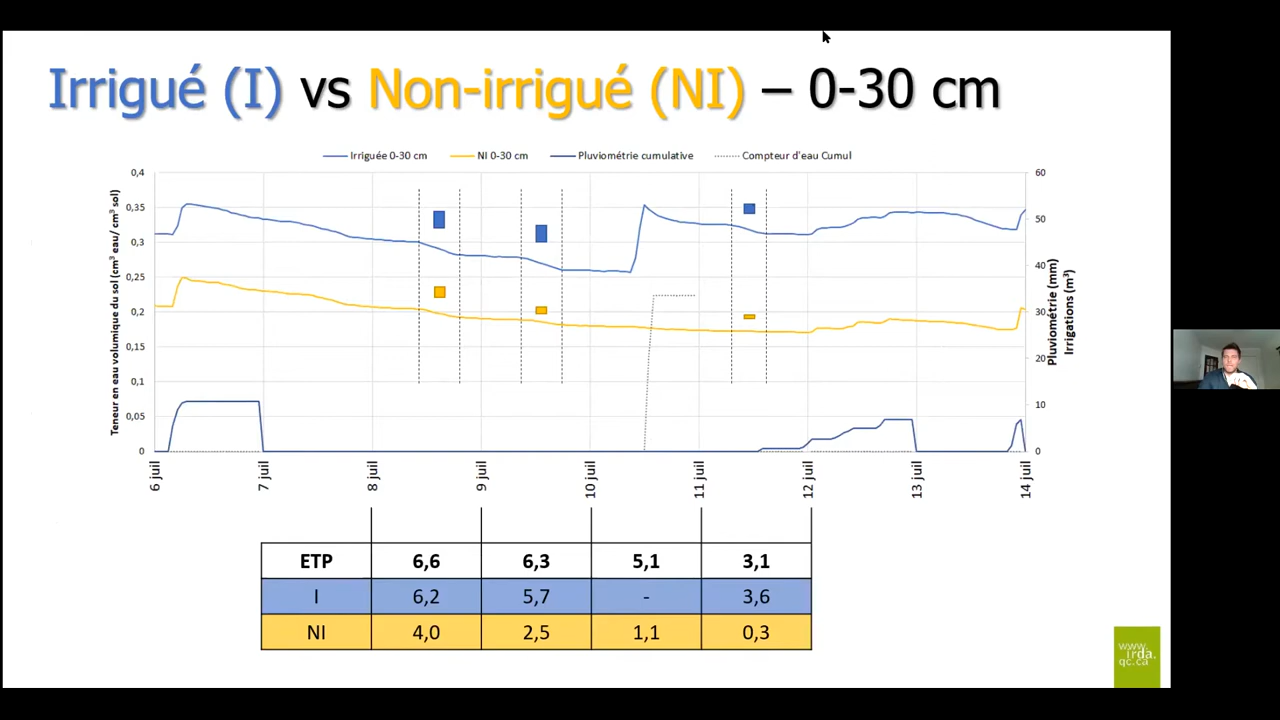 Irrigué (I) vs Non-irrigué (NI) – 0-30 cm
Irriguée 0-30 cm NI 0-30 cm Pluviométrie cumulative Compteur d'eau Cumul
Teneur en eau volumique du sol (cm³ eau/ cm³ sol)
0,4
0,35
0,3
0,25
0,2
0,15
0,1
0,05
0
60
50
40
30
20
10
0
Pluviométrie (mm)
Irrigations (m³)
6 juil
7 juil
8 juil
9 juil
10 juil
11 juil
12 juil
13 juil
14 juil
ETP 6,6 6,3 5,1 3,1
I 6,2 5,7 - 3,6
NI 4,0 2,5 1,1 0,3
www.
irda.
qc.ca